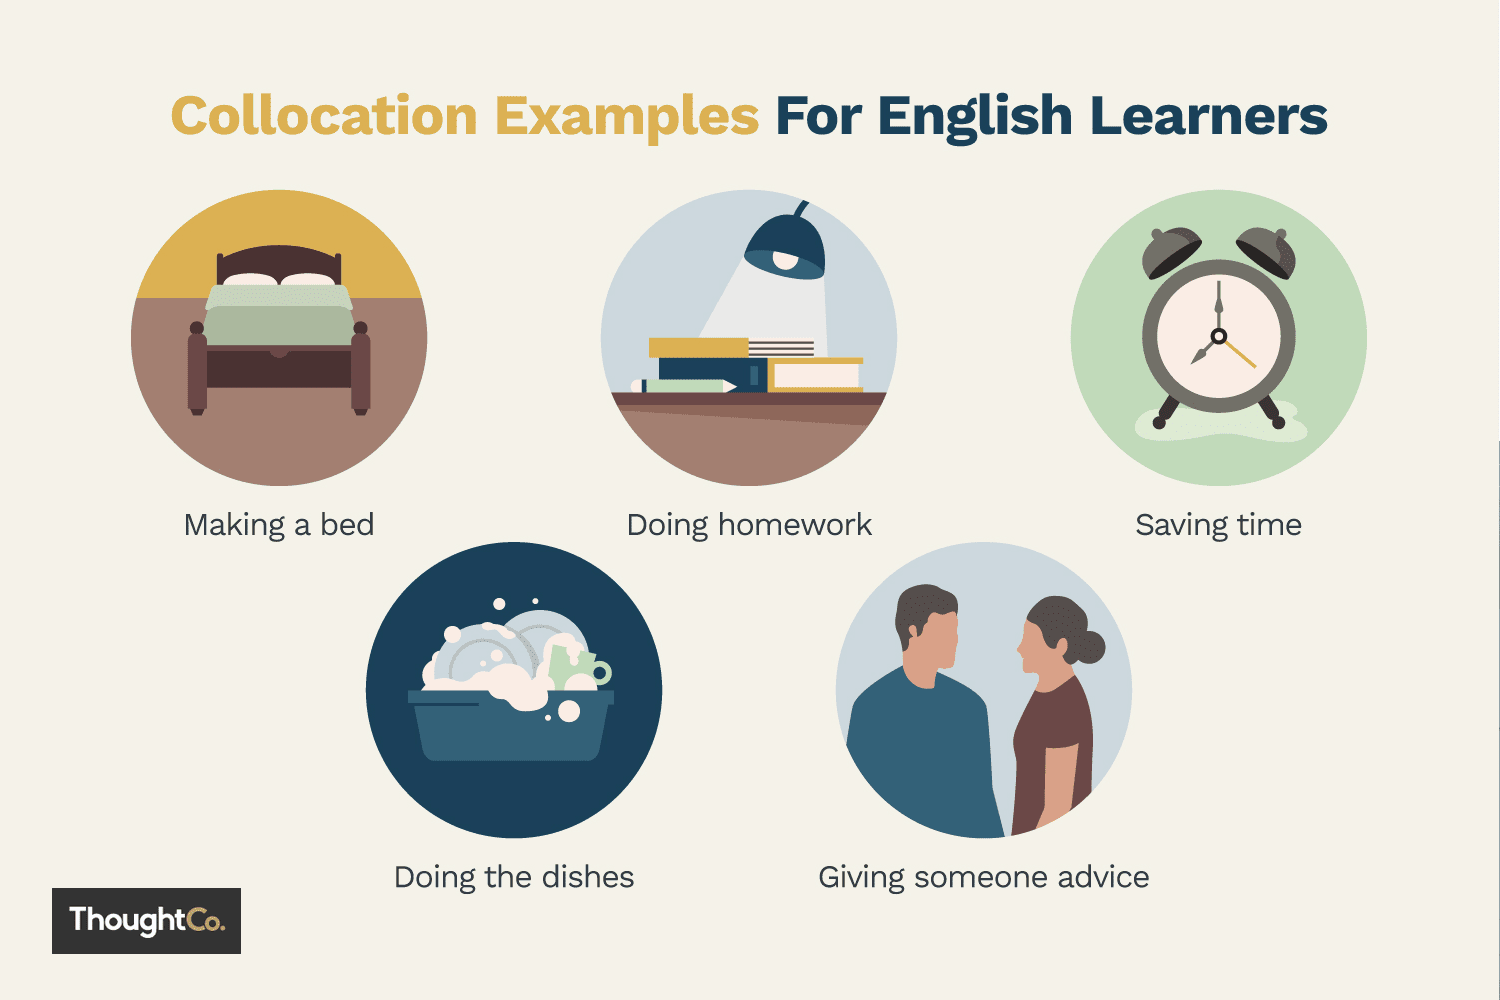 Collocation Examples For English Learners
Making a bed
Doing homework
Saving time
Doing the dishes
Giving someone advice
ThoughtCo.